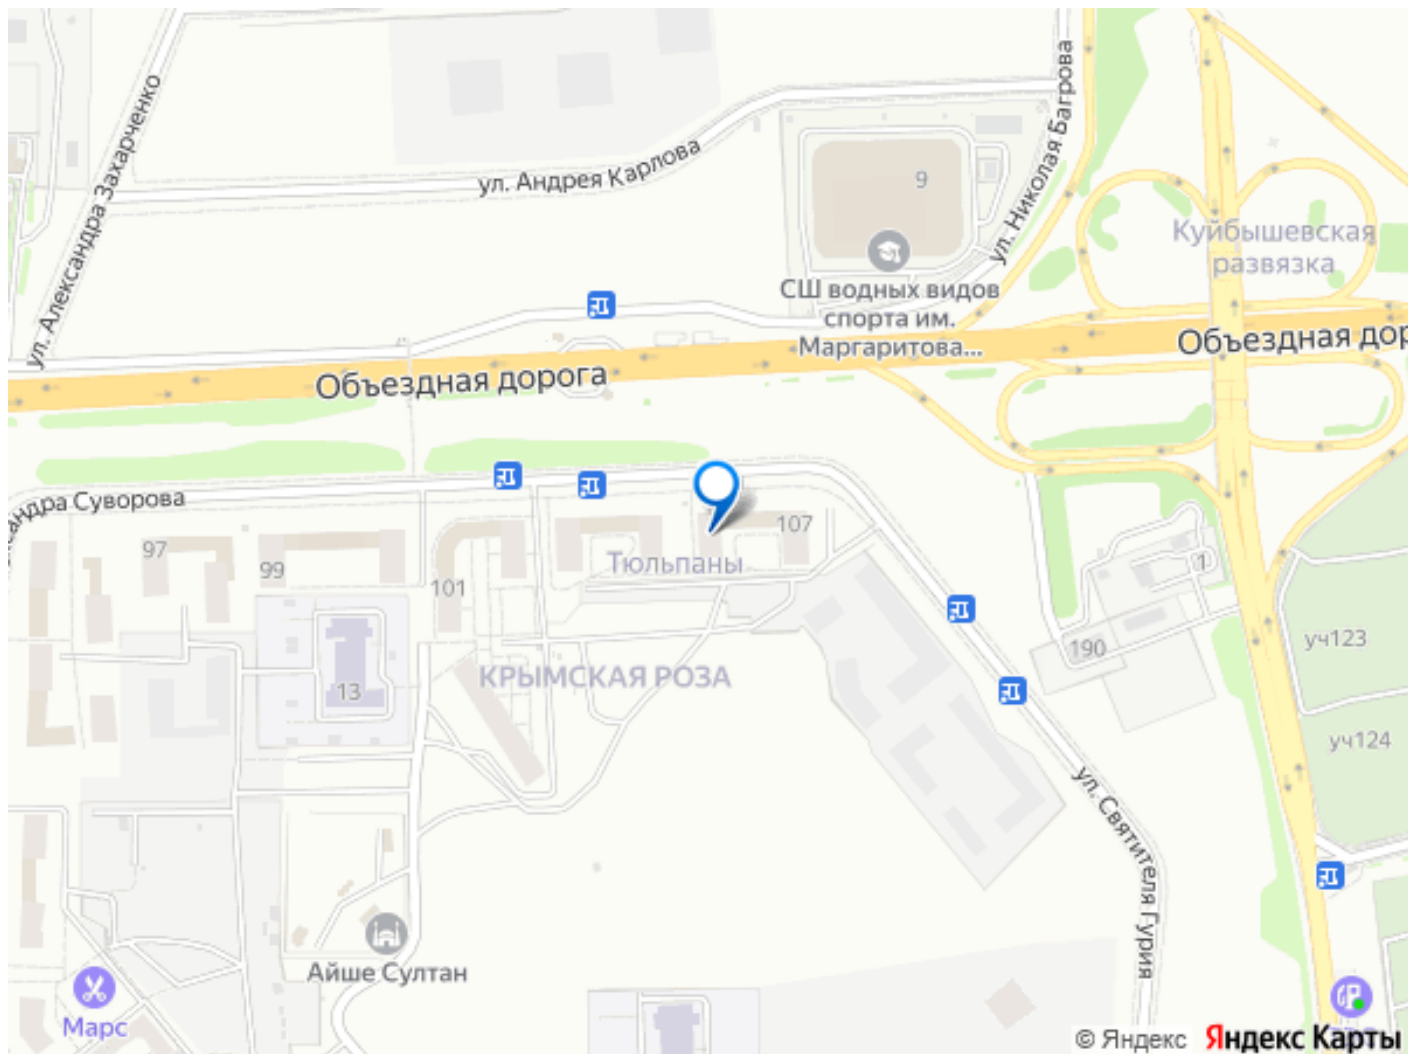 ул. Александра Захарченко
ул. Андрея Карлова
9
ул. Николая Багрова
Куйбышевская
развязка
СШ водных видов
спорта им.
Маргаритова...
Объездная дорога
Объездная дор
сандра Суворова
97
99
101
107
Тюльпаны
1
190
уч123
КРЫМСКАЯ РОЗА
13
уч124
ул. Святителя Гурия
Айше Султан
Марс
© Яндекс Яндекс Карты